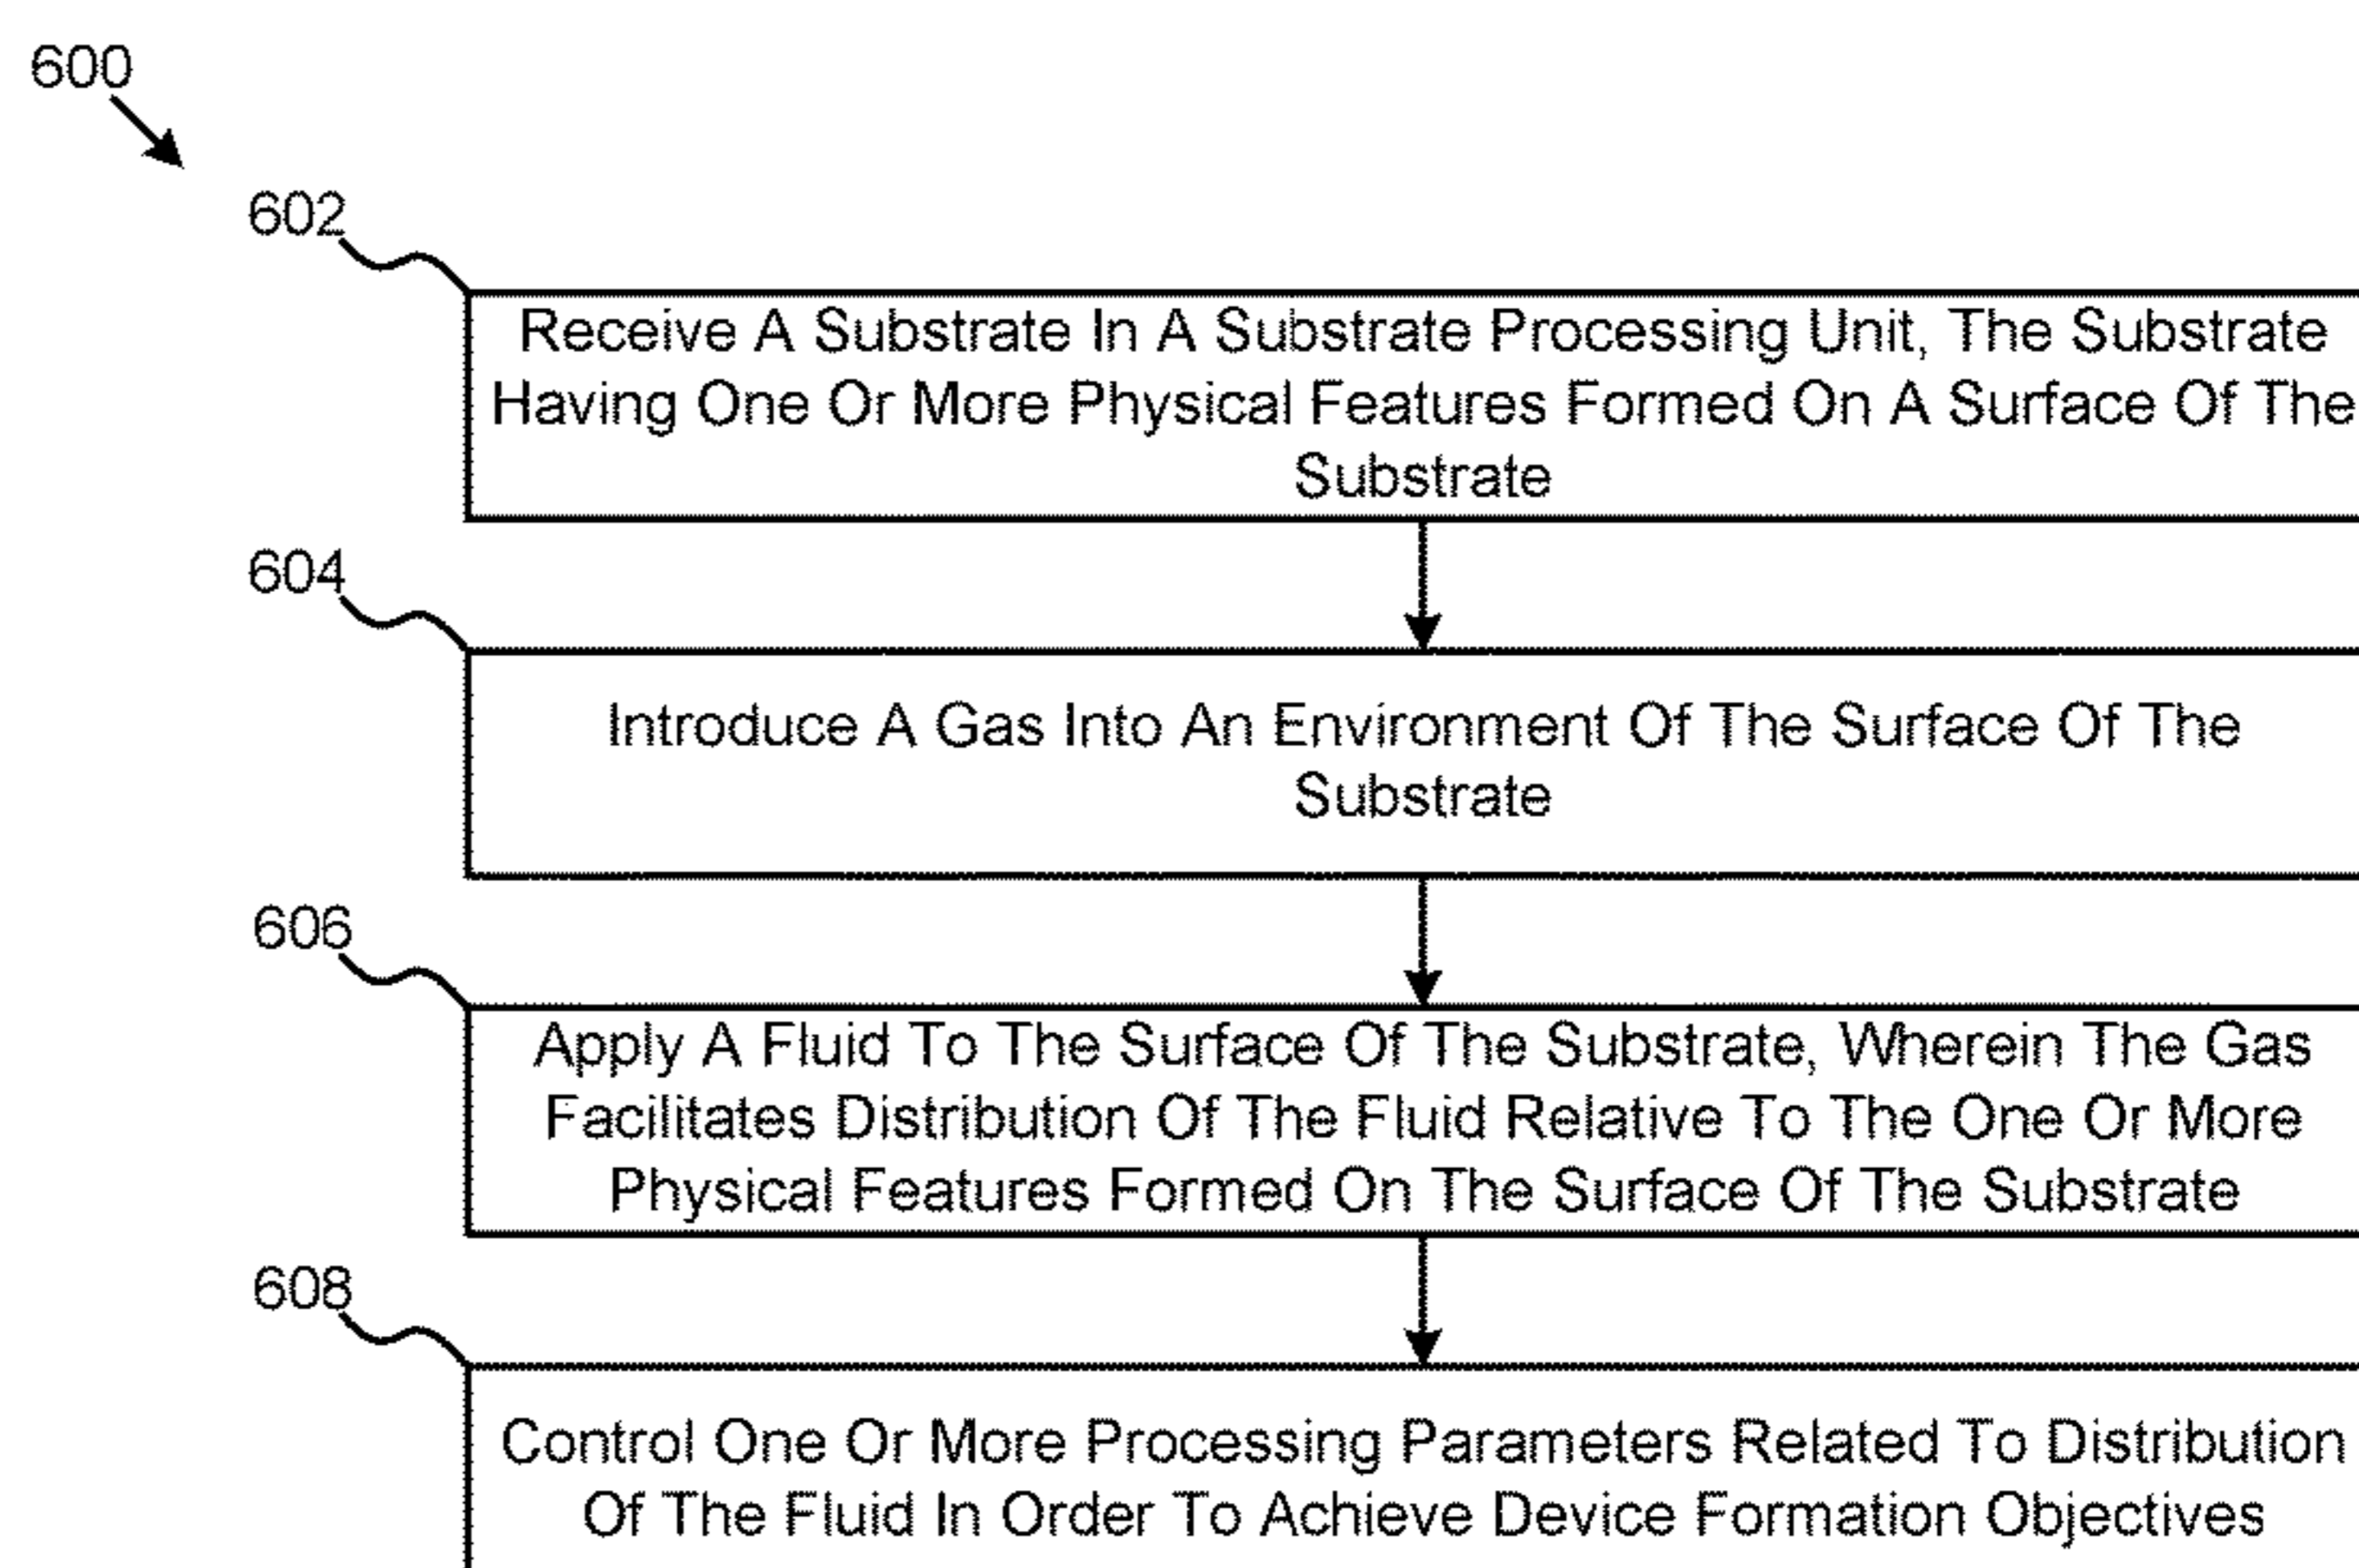 600
602
Receive A Substrate In A Substrate Processing Unit, The Substrate
Having One Or More Physical Features Formed On A Surface Of The
Substrate
604
Introduce A Gas Into An Environment Of The Surface Of The
Substrate
606
Apply A Fluid To The Surface Of The Substrate, Wherein The Gas
Facilitates Distribution Of The Fluid Relative To The One Or More
Physical Features Formed On The Surface Of The Substrate
608
Control One Or More Processing Parameters Related To Distribution
Of The Fluid In Order To Achieve Device Formation Objectives